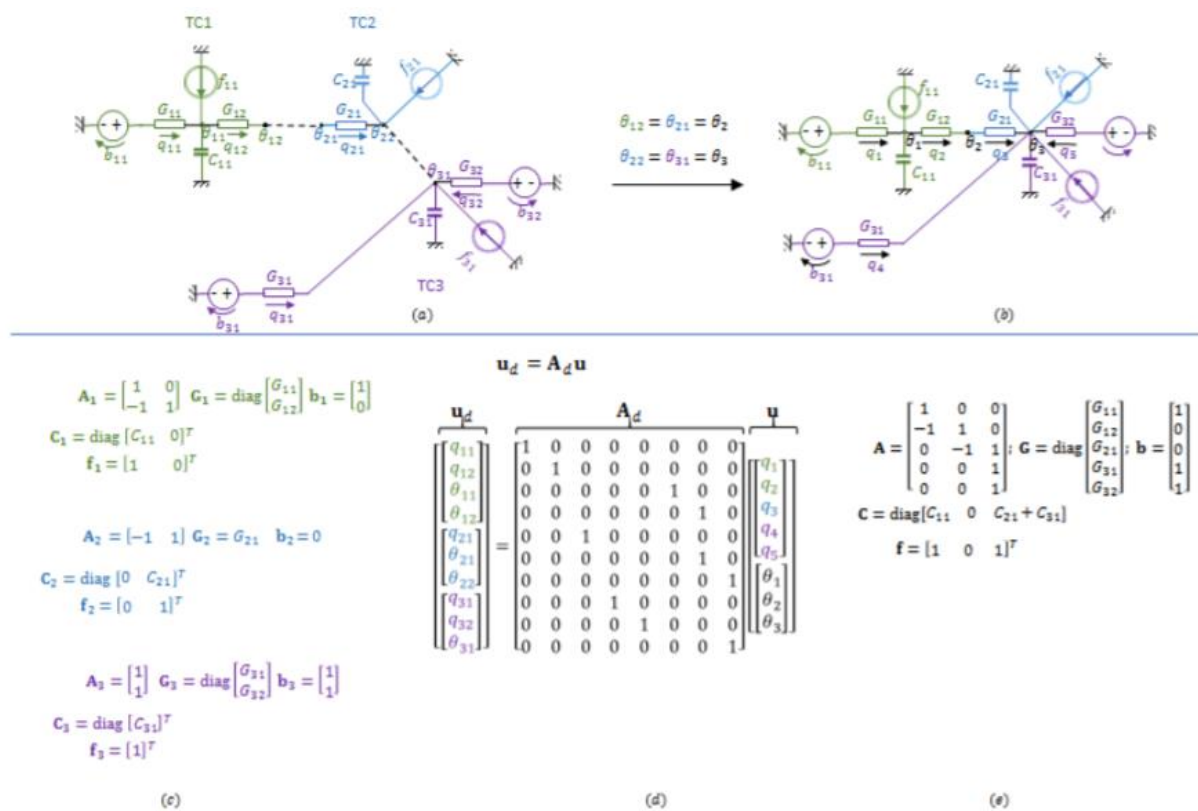 TC1
TC2
f₁₁
f₂₁
C₂₁
G₁₁ G₁₂ G₂₁
- +
b₁₁ q₁₁ θ₁₁ q₁₂ θ₁₂ θ₂₁ q₂₁ θ₂₂
C₁₁
θ₃₁ G₃₂
+ -
q₃₂ b₃₂
C₃₁
f₃₁
G₃₁
- +
b₃₁ q₃₁
TC3
(a)
θ₁₂ = θ₂₁ = θ₂
θ₂₂ = θ₃₁ = θ₃
f₁₁
C₂₁
f₂₁
G₁₁ G₁₂ G₂₁ G₃₂
- +
+ -
b₁₁ q₁ θ₁ q₂ θ₂ q₃ θ₃ q₅
C₁₁
C₃₁
f₃₁
G₃₁
- +
b₃₁ q₄
(b)
A₁ = [1 0; -1 1] G₁ = diag [G₁₁; G₁₂] b₁ = [1; 0]
C₁ = diag [C₁₁ 0]ᵀ
f₁ = [1 0]ᵀ
A₂ = [-1 1] G₂ = G₂₁ b₂ = 0
C₂ = diag [0 C₂₁]ᵀ
f₂ = [0 1]ᵀ
A₃ = [1; 1] G₃ = diag [G₃₁; G₃₂] b₃ = [1; 1]
C₃ = diag [C₃₁]ᵀ
f₃ = [1]ᵀ
(c)
u_d = A_d u
u_d A_d u
q₁₁ 1 0 0 0 0 0 0 0 q₁
q₁₂ 0 1 0 0 0 0 0 0 q₂
θ₁₁ 0 0 0 0 0 1 0 0 q₃
θ₁₂ 0 0 0 0 0 0 1 0 q₄
q₂₁ = 0 0 1 0 0 0 0 0 q₅
θ₂₁ 0 0 0 0 0 0 1 0 θ₁
θ₂₂ 0 0 0 0 0 0 0 1 θ₂
q₃₁ 0 0 0 1 0 0 0 0 θ₃
q₃₂ 0 0 0 0 1 0 0 0
θ₃₁ 0 0 0 0 0 0 0 1
(d)
A = [1 0 0; -1 1 0; 0 -1 1; 0 0 1; 0 0 1]; G = diag [G₁₁; G₁₂; G₂₁; G₃₁; G₃₂]; b = [1; 0; 0; 1; 1]
C = diag[C₁₁ 0 C₂₁ + C₃₁]
f = [1 0 1]ᵀ
(e)